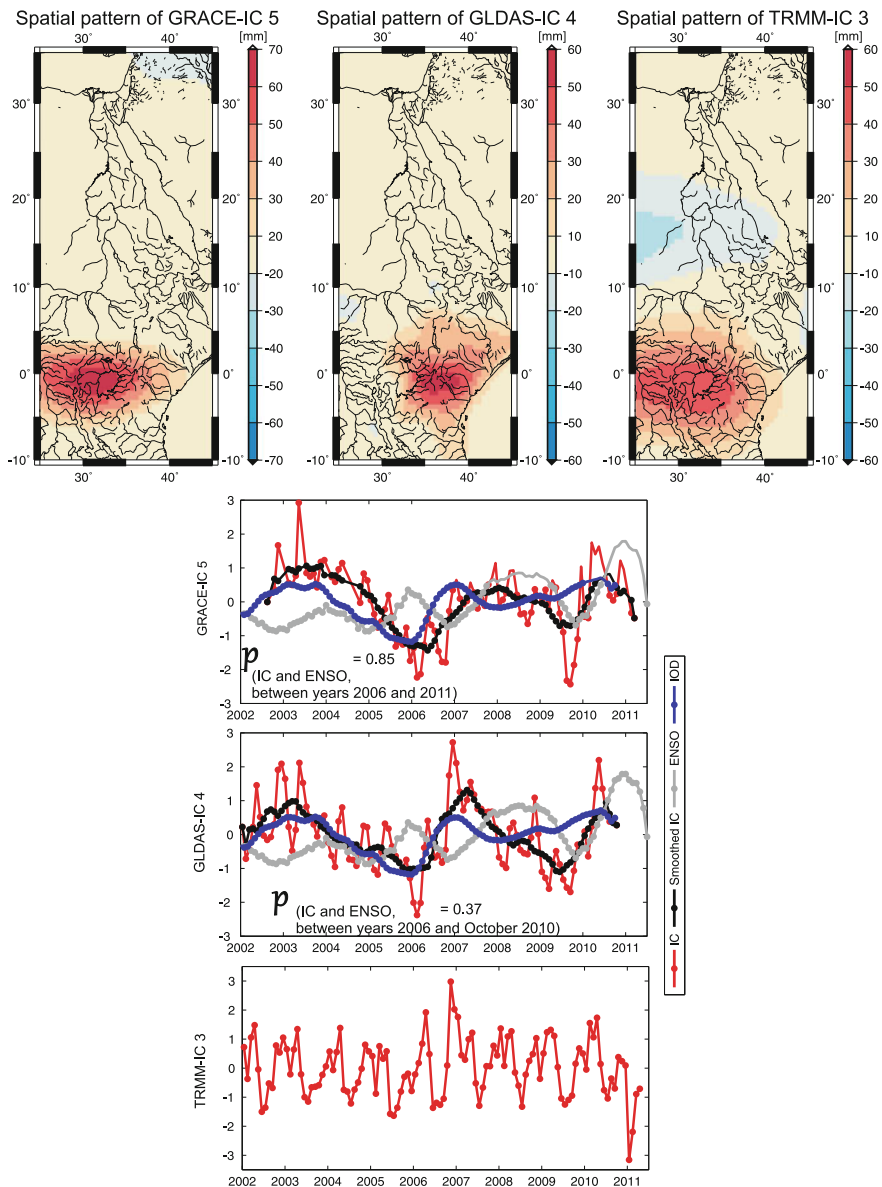 Spatial pattern of GRACE-IC 5
Spatial pattern of GLDAS-IC 4
Spatial pattern of TRMM-IC 3
30˚ 40˚ [mm]
30˚ 40˚ [mm]
30˚ 40˚ [mm]
30˚ 20˚ 10˚ 0˚ -10˚
30˚ 20˚ 10˚ 0˚ -10˚
70 60 50 40 30 20 10 -10 -20 -30 -40 -50 -60 -70
30˚ 20˚ 10˚ 0˚ -10˚
60 50 40 30 20 10 -10 -20 -30 -40 -50 -60
30˚ 20˚ 10˚ 0˚ -10˚
60 50 40 30 20 10 -10 -20 -30 -40 -50 -60
30˚ 40˚
30˚ 40˚
30˚ 40˚
GRACE-IC 5
3 2 1 0 -1 -2 -3
p = 0.85
(IC and ENSO,
between years 2006 and 2011)
2002 2003 2004 2005 2006 2007 2008 2009 2010 2011
GLDAS-IC 4
3 2 1 0 -1 -2 -3
p = 0.37
(IC and ENSO,
between years 2006 and October 2010)
2002 2003 2004 2005 2006 2007 2008 2009 2010 2011
TRMM-IC 3
3 2 1 0 -1 -2 -3
2002 2003 2004 2005 2006 2007 2008 2009 2010 2011
IC Smoothed IC ENSO IOD